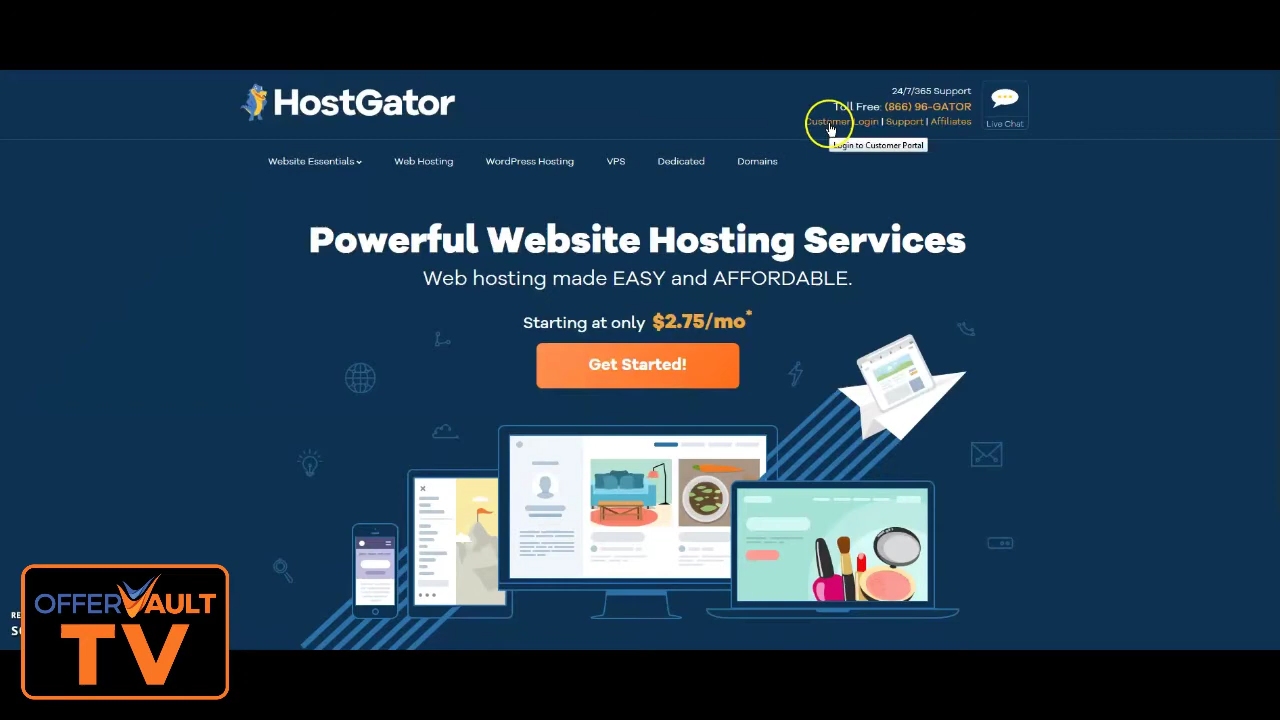 HostGator
24/7/365 Support
Toll Free: (866) 96-GATOR
Customer Login | Support | Affiliates
Live Chat
Login to Customer Portal
Website Essentials
Web Hosting
WordPress Hosting
VPS
Dedicated
Domains
Powerful Website Hosting Services
Web hosting made EASY and AFFORDABLE.
Starting at only $2.75/mo*
Get Started!
OFFERVAULT
TV